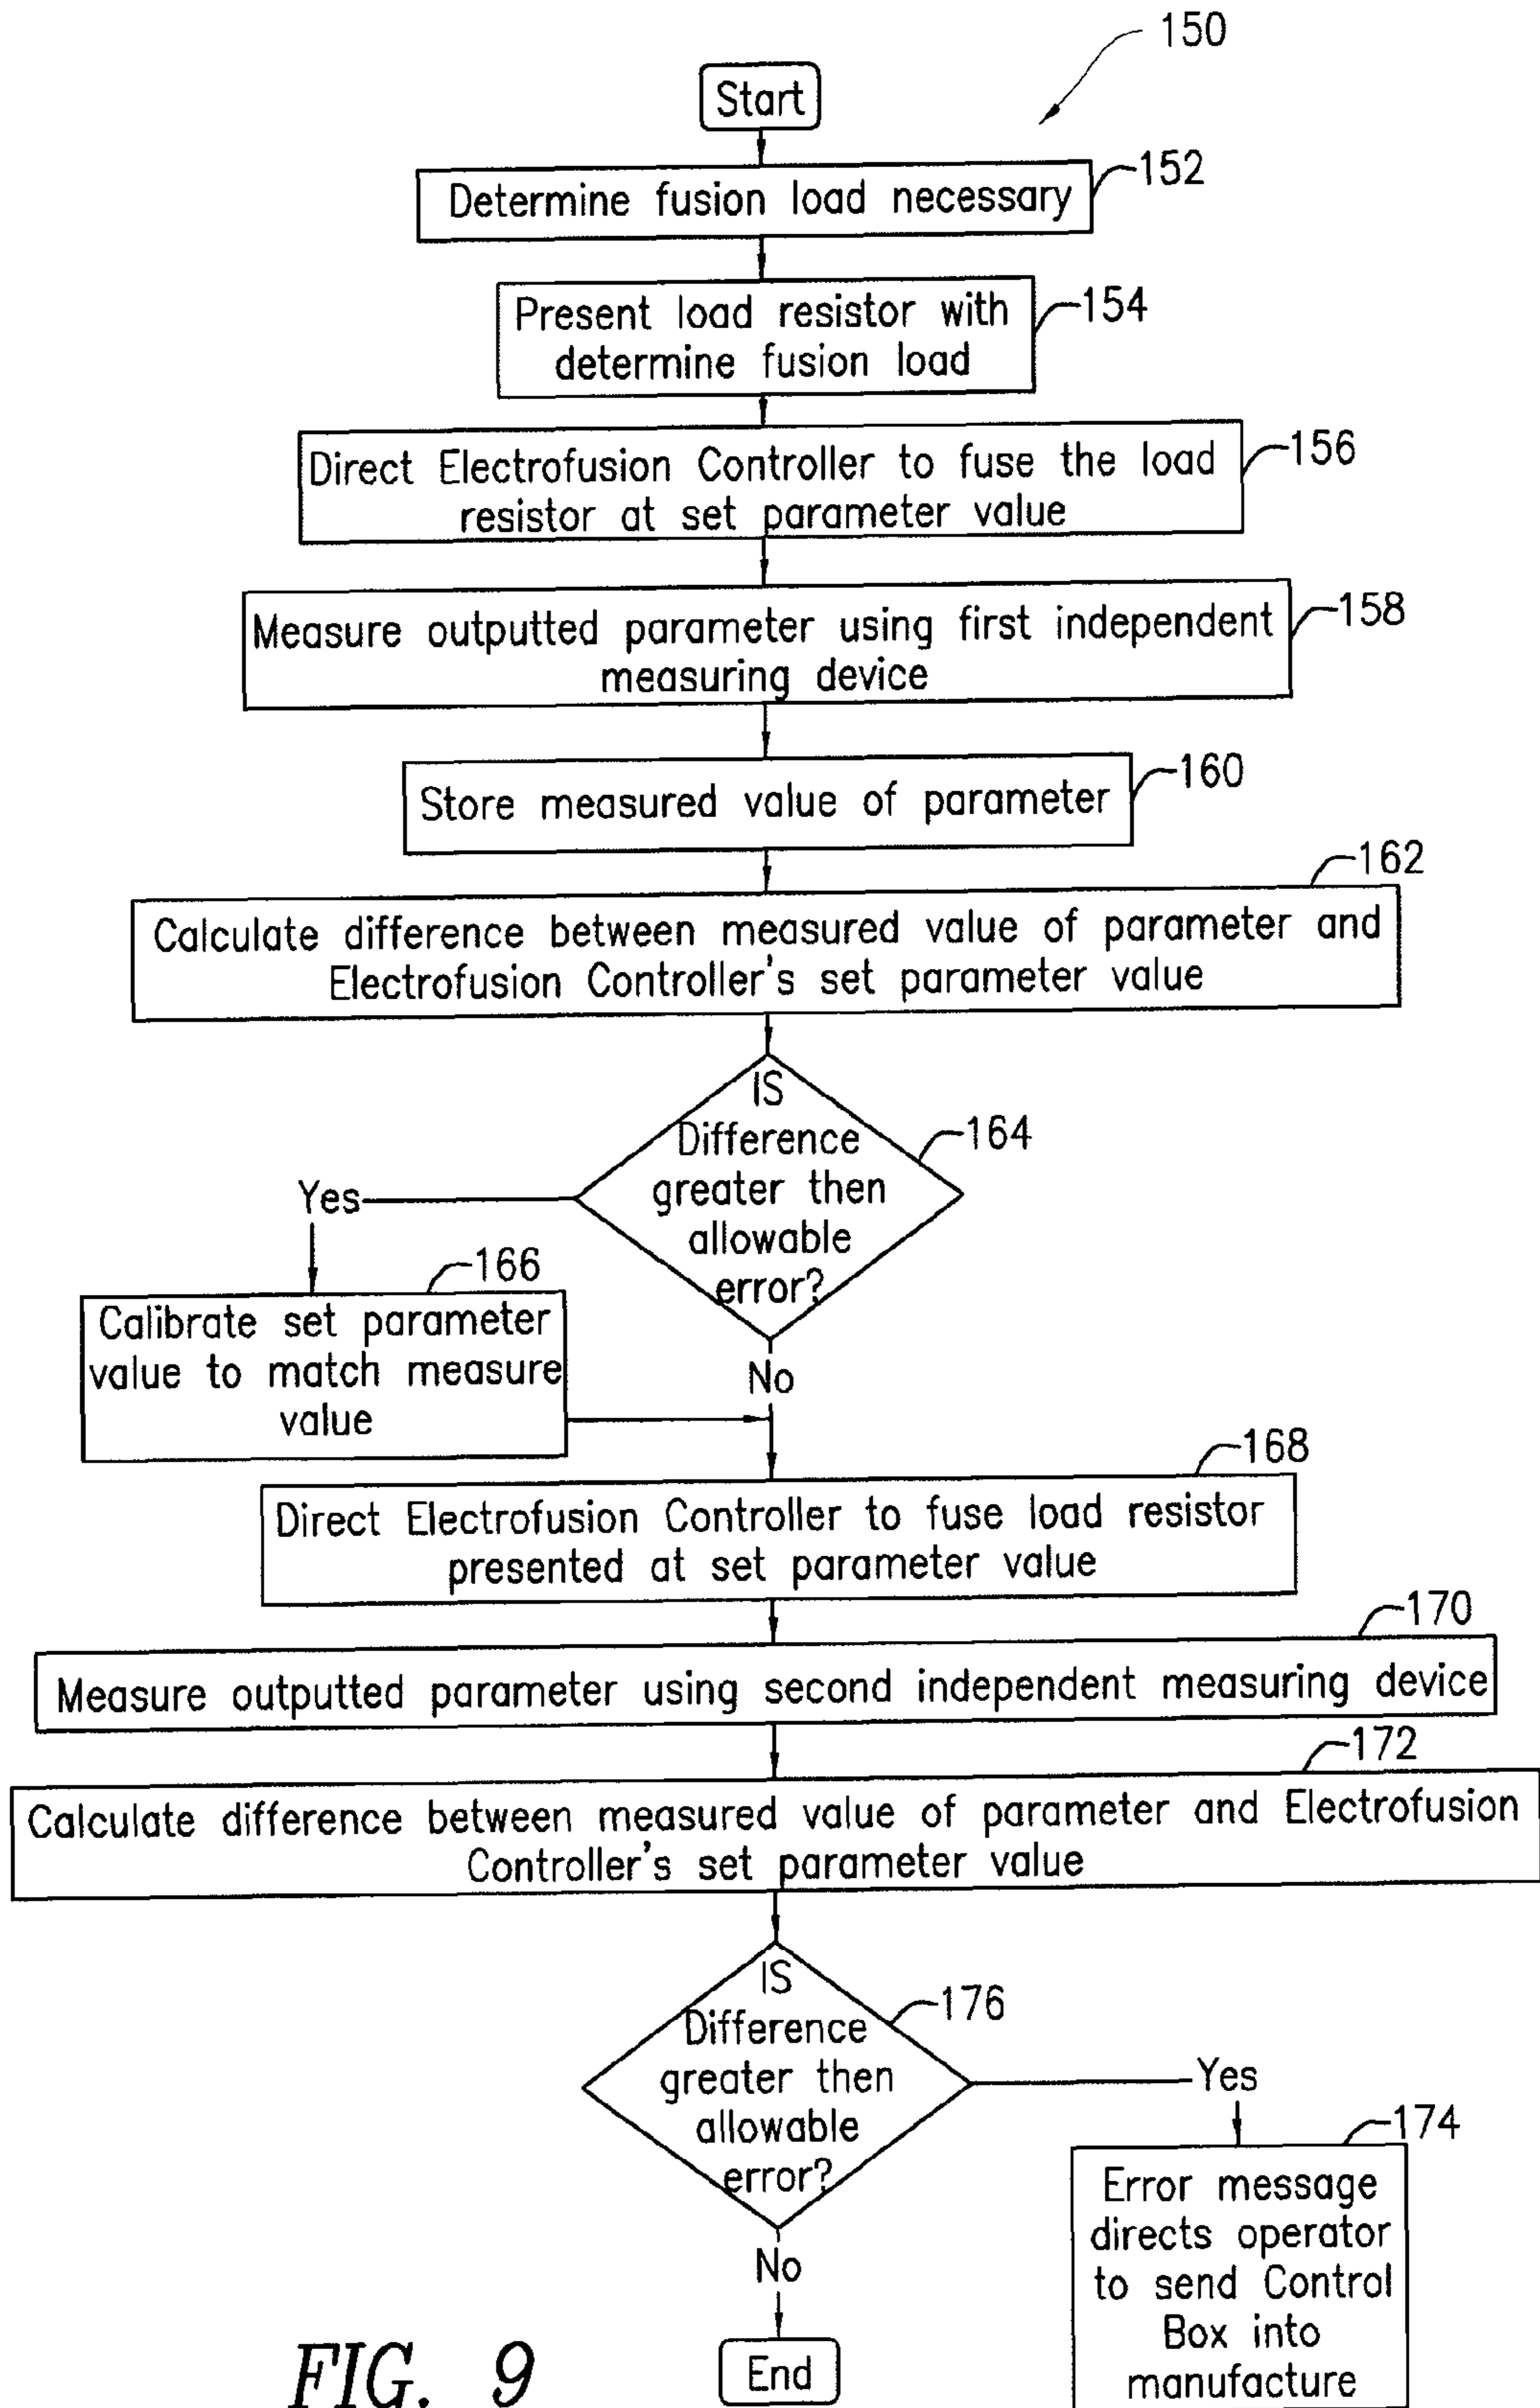 150
Start
152
Determine fusion load necessary
154
Present load resistor with
determine fusion load
156
Direct Electrofusion Controller to fuse the load
resistor at set parameter value
158
Measure outputted parameter using first independent
measuring device
160
Store measured value of parameter
162
Calculate difference between measured value of parameter and
Electrofusion Controller's set parameter value
IS
Difference
greater then
allowable
error?
164
Yes
166
Calibrate set parameter
value to match measure
value
No
168
Direct Electrofusion Controller to fuse load resistor
presented at set parameter value
170
Measure outputted parameter using second independent measuring device
172
Calculate difference between measured value of parameter and Electrofusion
Controller's set parameter value
IS
Difference
greater then
allowable
error?
176
Yes
174
Error message
directs operator
to send Control
Box into
manufacture
No
End
FIG. 9